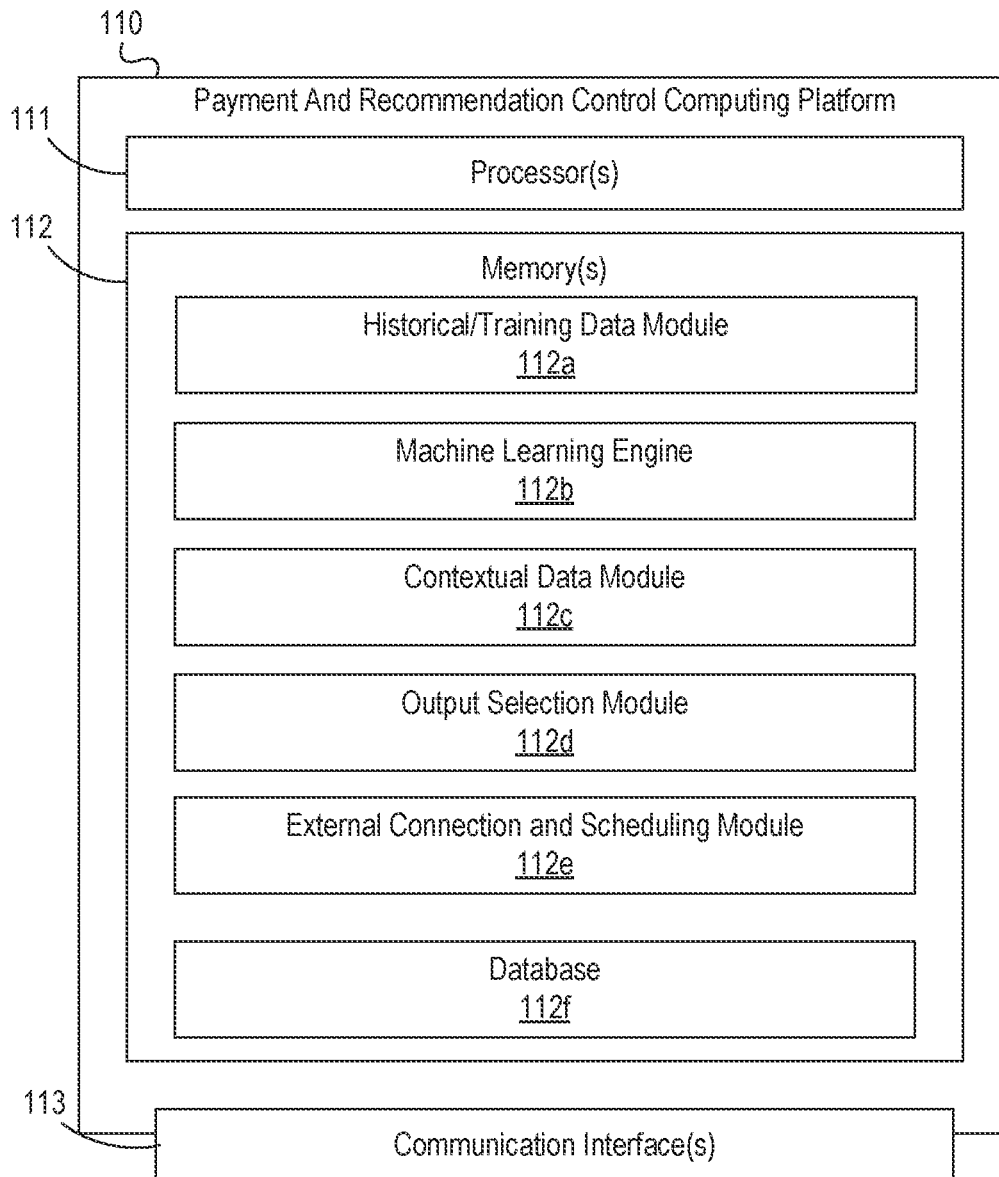 110
Payment And Recommendation Control Computing Platform
111
Processor(s)
112
Memory(s)
Historical/Training Data Module
112a
Machine Learning Engine
112b
Contextual Data Module
112c
Output Selection Module
112d
External Connection and Scheduling Module
112e
Database
112f
113
Communication Interface(s)